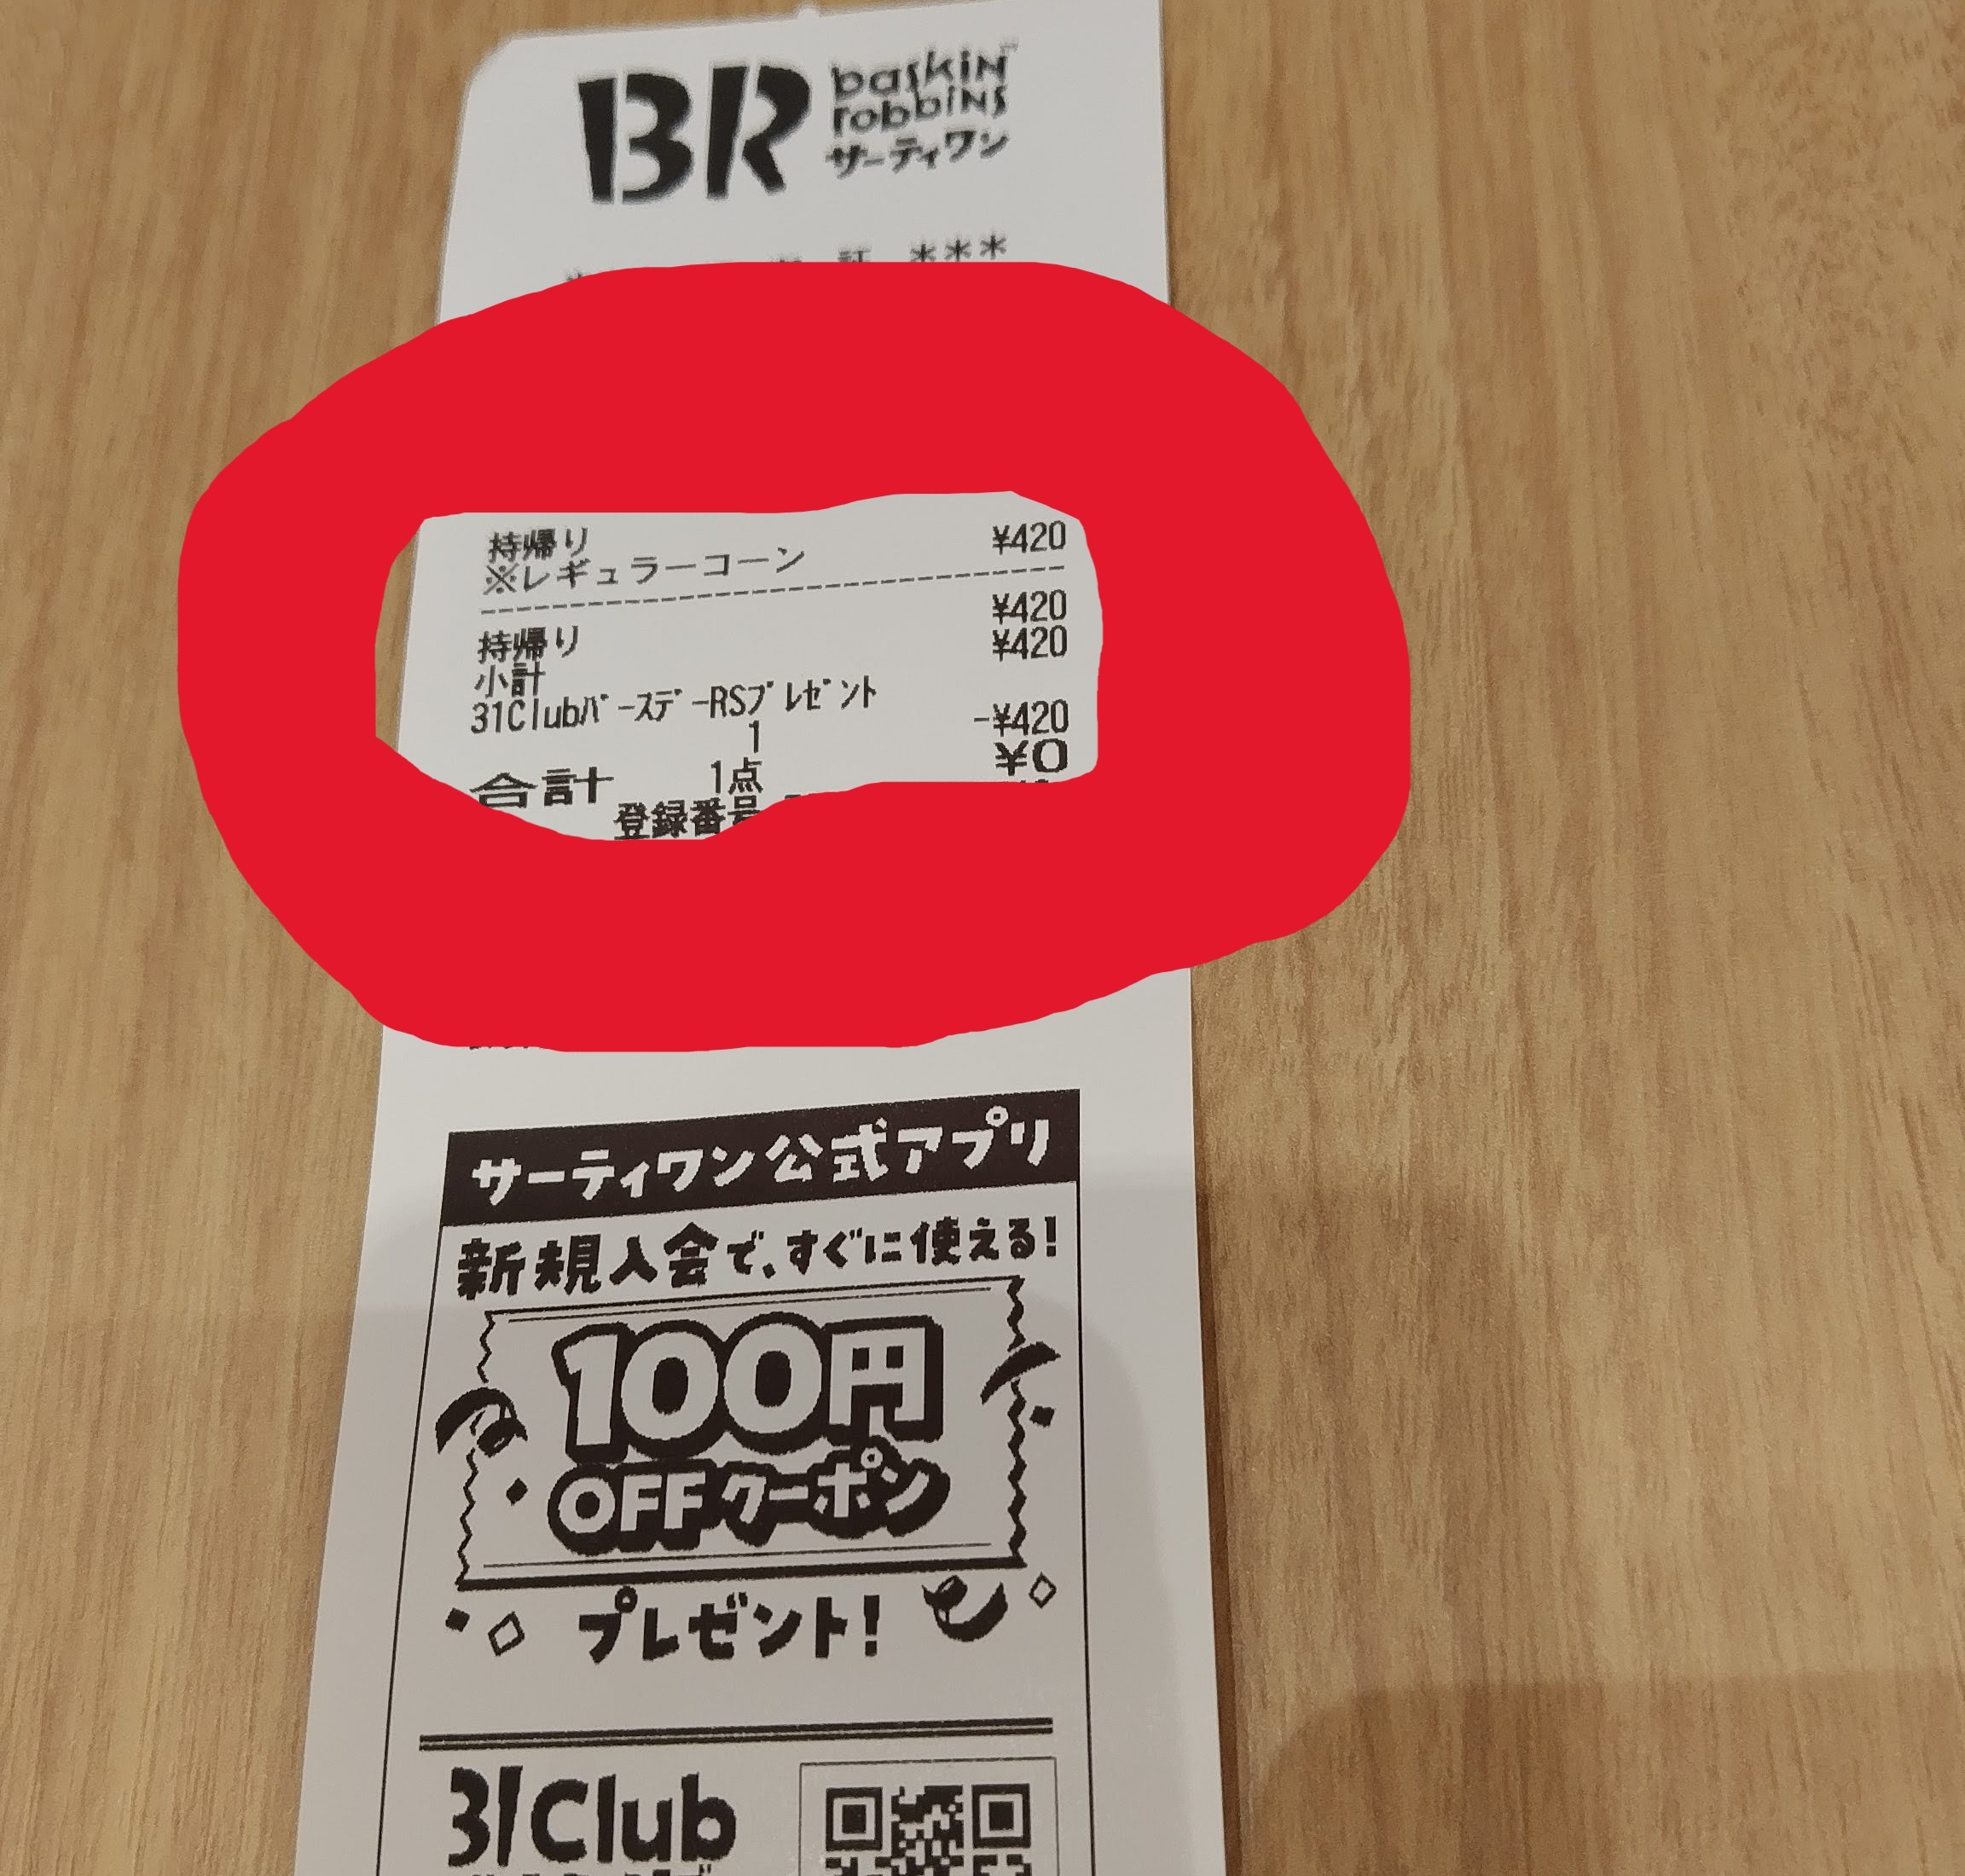 BR baskin
robbins
サーティワン
証 ***
持帰り
※レギュラーコーン ¥420
持帰り ¥420
小計 ¥420
31ClubバースデーRSプレゼント
1 -¥420
合計 1点 ¥0
登録番号
サーティワン公式アプリ
新規入会で、すぐに使える!
100円
OFFクーポン
プレゼント!
31Club